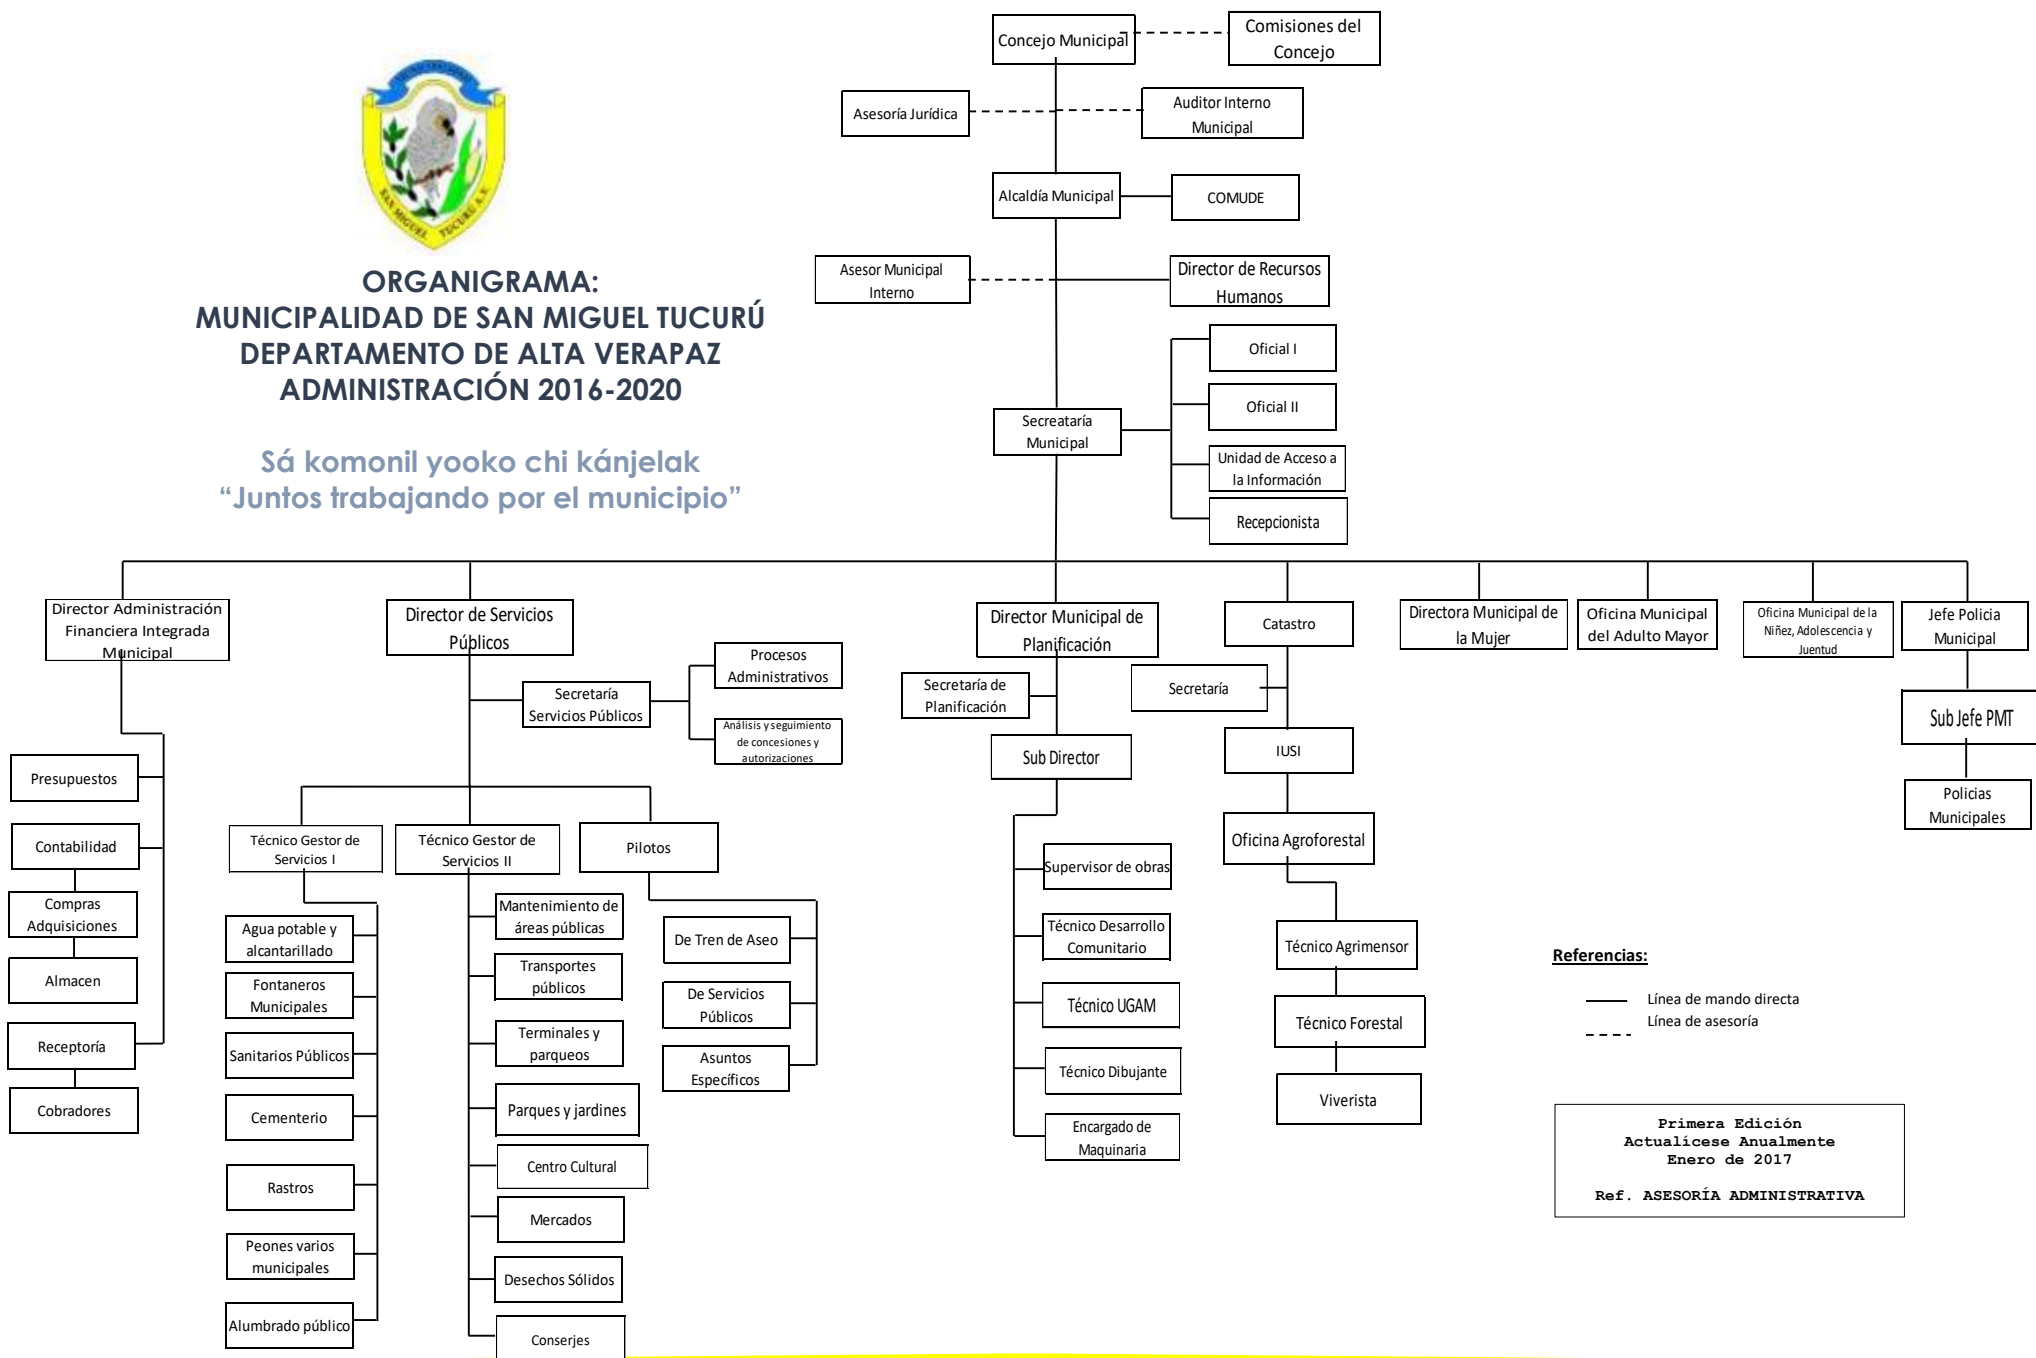 Concejo Municipal
Comisiones del
Concejo
Asesoría Jurídica
Auditor Interno
Municipal
Alcaldía Municipal
COMUDE
Asesor Municipal
Interno
Director de Recursos
Humanos
Oficial I
Oficial II
Secreataría
Municipal
Unidad de Acceso a
la Información
Recepcionista
SAN MIGUEL TUCURÚ A.V.
ORGANIGRAMA:
MUNICIPALIDAD DE SAN MIGUEL TUCURÚ
DEPARTAMENTO DE ALTA VERAPAZ
ADMINISTRACIÓN 2016-2020
Sá komonil yooko chi kánjelak
“Juntos trabajando por el municipio”
Director Administración
Financiera Integrada
Municipal
Presupuestos
Contabilidad
Compras
Adquisiciones
Almacen
Receptoría
Cobradores
Director de Servicios
Públicos
Secretaría
Servicios Públicos
Procesos
Administrativos
Análisis y seguimiento
de concesiones y
autorizaciones
Técnico Gestor de
Servicios I
Agua potable y
alcantarillado
Fontaneros
Municipales
Sanitarios Públicos
Cementerio
Rastros
Peones varios
municipales
Alumbrado público
Técnico Gestor de
Servicios II
Mantenimiento de
áreas públicas
Transportes
públicos
Terminales y
parqueos
Parques y jardines
Centro Cultural
Mercados
Desechos Sólidos
Conserjes
Pilotos
De Tren de Aseo
De Servicios
Públicos
Asuntos
Específicos
Director Municipal de
Planificación
Secretaría de
Planificación
Sub Director
Supervisor de obras
Técnico Desarrollo
Comunitario
Técnico UGAM
Técnico Dibujante
Encargado de
Maquinaria
Catastro
Secretaría
IUSI
Oficina Agroforestal
Técnico Agrimensor
Técnico Forestal
Viverista
Directora Municipal de
la Mujer
Oficina Municipal
del Adulto Mayor
Oficina Municipal de la
Niñez, Adolescencia y
Juentud
Jefe Policia
Municipal
Sub Jefe PMT
Policias
Municipales
Referencias:
Línea de mando directa
Línea de asesoría
Primera Edición
Actualícese Anualmente
Enero de 2017
Ref. ASESORÍA ADMINISTRATIVA